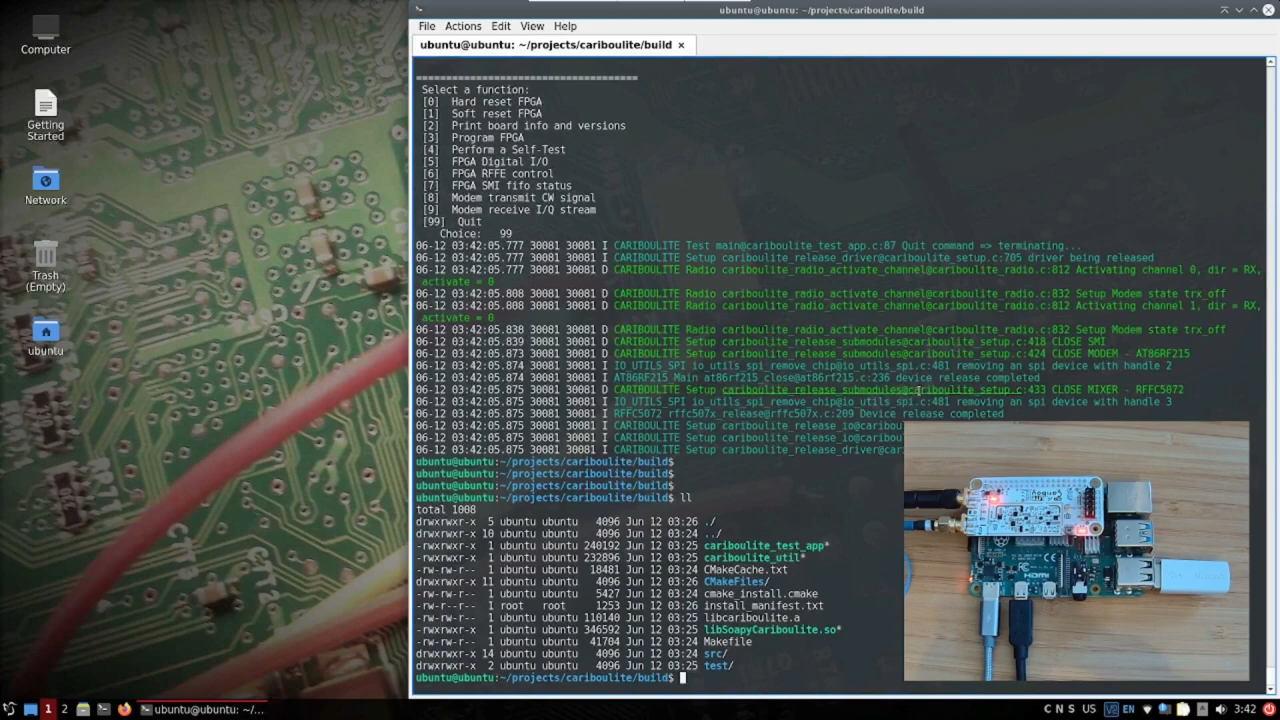 ubuntu@ubuntu: ~/projects/cariboulite/build
File Actions Edit View Help
ubuntu@ubuntu: ~/projects/cariboulite/build ×
Computer
Getting
Started
Network
Trash
(Empty)
ubuntu
=====================================
Select a function:
[0] Hard reset FPGA
[1] Soft reset FPGA
[2] Print board info and versions
[3] Program FPGA
[4] Perform a Self-Test
[5] FPGA Digital I/O
[6] FPGA RFFE control
[7] FPGA SMI fifo status
[8] Modem transmit CW signal
[9] Modem receive I/Q stream
[99] Quit
Choice: 99
06-12 03:42:05.777 30081 30081 I CARIBOULITE Test main@cariboulite_test_app.c:87 Quit command => terminating...
06-12 03:42:05.777 30081 30081 I CARIBOULITE Setup cariboulite_release_driver@cariboulite_setup.c:705 driver being released
06-12 03:42:05.777 30081 30081 D CARIBOULITE Radio cariboulite_radio_activate_channel@cariboulite_radio.c:812 Activating channel 0, dir = RX,
activate = 0
06-12 03:42:05.808 30081 30081 D CARIBOULITE Radio cariboulite_radio_activate_channel@cariboulite_radio.c:832 Setup Modem state trx_off
06-12 03:42:05.808 30081 30081 D CARIBOULITE Radio cariboulite_radio_activate_channel@cariboulite_radio.c:812 Activating channel 1, dir = RX,
activate = 0
06-12 03:42:05.838 30081 30081 D CARIBOULITE Radio cariboulite_radio_activate_channel@cariboulite_radio.c:832 Setup Modem state trx_off
06-12 03:42:05.839 30081 30081 D CARIBOULITE Setup cariboulite_release_submodules@cariboulite_setup.c:418 CLOSE SMI
06-12 03:42:05.873 30081 30081 D CARIBOULITE Setup cariboulite_release_submodules@cariboulite_setup.c:424 CLOSE MODEM - AT86RF215
06-12 03:42:05.873 30081 30081 I IO_UTILS_SPI io_utils_spi_remove_chip@io_utils_spi.c:481 removing an spi device with handle 2
06-12 03:42:05.874 30081 30081 I AT86RF215_Main at86rf215_close@at86rf215.c:236 device release completed
06-12 03:42:05.875 30081 30081 D CARIBOULITE Setup cariboulite_release_submodules@cariboulite_setup.c:433 CLOSE MIXER - RFFC5072
06-12 03:42:05.875 30081 30081 I IO_UTILS_SPI io_utils_spi_remove_chip@io_utils_spi.c:481 removing an spi device with handle 3
06-12 03:42:05.875 30081 30081 I RFFC5072 rffc507x_release@rffc507x.c:209 Device release completed
06-12 03:42:05.875 30081 30081 I CARIBOULITE Setup cariboulite_release_io@caribou
06-12 03:42:05.875 30081 30081 I CARIBOULITE Setup cariboulite_release_io@caribou
06-12 03:42:05.875 30081 30081 I CARIBOULITE Setup cariboulite_release_driver@car
ubuntu@ubuntu:~/projects/cariboulite/build$
ubuntu@ubuntu:~/projects/cariboulite/build$
ubuntu@ubuntu:~/projects/cariboulite/build$
ubuntu@ubuntu:~/projects/cariboulite/build$ ll
total 1008
drwxrwxr-x 5 ubuntu ubuntu 4096 Jun 12 03:26 ./
drwxrwxr-x 10 ubuntu ubuntu 4096 Jun 12 03:24 ../
-rwxrwxr-x 1 ubuntu ubuntu 240192 Jun 12 03:25 cariboulite_test_app*
-rwxrwxr-x 1 ubuntu ubuntu 232896 Jun 12 03:25 cariboulite_util*
-rw-rw-r-- 1 ubuntu ubuntu 18481 Jun 12 03:24 CMakeCache.txt
drwxrwxr-x 11 ubuntu ubuntu 4096 Jun 12 03:26 CMakeFiles/
-rw-rw-r-- 1 ubuntu ubuntu 5427 Jun 12 03:24 cmake_install.cmake
-rw-r--r-- 1 root root 1253 Jun 12 03:26 install_manifest.txt
-rw-rw-r-- 1 ubuntu ubuntu 110140 Jun 12 03:25 libcariboulite.a
-rwxrwxr-x 1 ubuntu ubuntu 346592 Jun 12 03:25 libSoapyCariboulite.so*
-rw-rw-r-- 1 ubuntu ubuntu 41704 Jun 12 03:24 Makefile
drwxrwxr-x 14 ubuntu ubuntu 4096 Jun 12 03:24 src/
drwxrwxr-x 2 ubuntu ubuntu 4096 Jun 12 03:25 test/
ubuntu@ubuntu:~/projects/cariboulite/build$
HDMI
1 2 ubuntu@ubuntu: ~/... C N S US EN 3:42